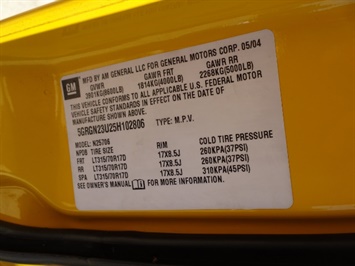 GM
MFD BY AM GENERAL LLC FOR GENERAL MOTORS CORP. 05/04
GVWR GAWR FRT GAWR RR
3901KG(8600LB) 1814KG(4000LB) 2268KG(5000LB)
THIS VEHICLE CONFORMS TO ALL APPLICABLE U.S. FEDERAL MOTOR
VEHICLE SAFETY STANDARDS IN EFFECT ON THE DATE OF
MANUFACTURE SHOWN ABOVE.
5GRGN23U25H102806 TYPE: M.P.V.
MODEL: N25706
NPD8 TIRE SIZE RIM COLD TIRE PRESSURE
FRT LT315/70R17D 17X8.5J 260KPA(37PSI)
RR LT315/70R17D 17X8.5J 260KPA(37PSI)
SPA LT315/70R17D 17X8.5J 310KPA(45PSI)
SEE OWNER'S MANUAL FOR MORE INFORMATION.